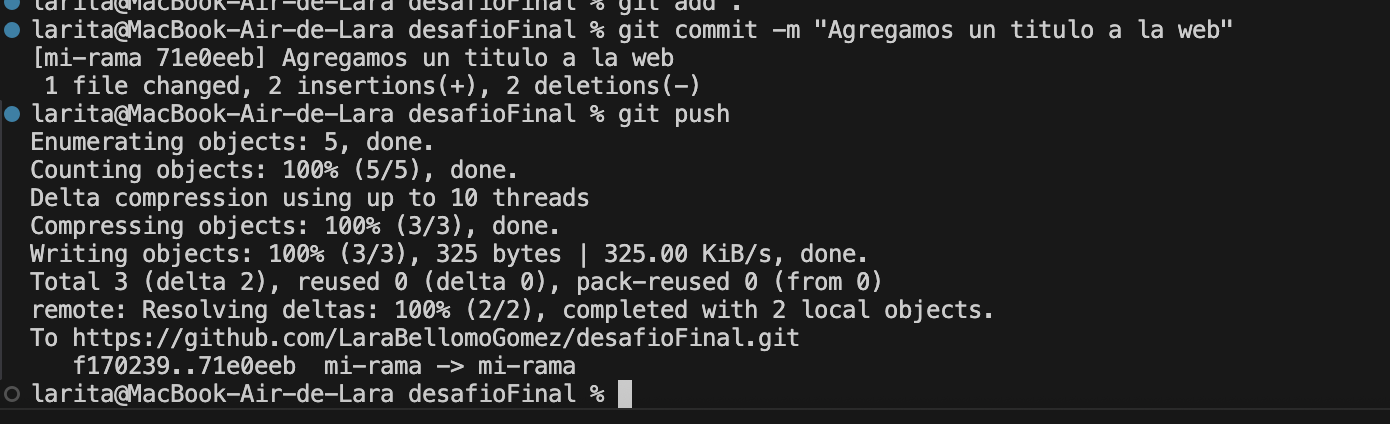 larita@MacBook-Air-de-Lara desafioFinal % git add .
larita@MacBook-Air-de-Lara desafioFinal % git commit -m "Agregamos un titulo a la web"
[mi-rama 71e0eeb] Agregamos un titulo a la web
 1 file changed, 2 insertions(+), 2 deletions(-)
larita@MacBook-Air-de-Lara desafioFinal % git push
Enumerating objects: 5, done.
Counting objects: 100% (5/5), done.
Delta compression using up to 10 threads
Compressing objects: 100% (3/3), done.
Writing objects: 100% (3/3), 325 bytes | 325.00 KiB/s, done.
Total 3 (delta 2), reused 0 (delta 0), pack-reused 0 (from 0)
remote: Resolving deltas: 100% (2/2), completed with 2 local objects.
To https://github.com/LaraBellomoGomez/desafioFinal.git
   f170239..71e0eeb  mi-rama -> mi-rama
larita@MacBook-Air-de-Lara desafioFinal %